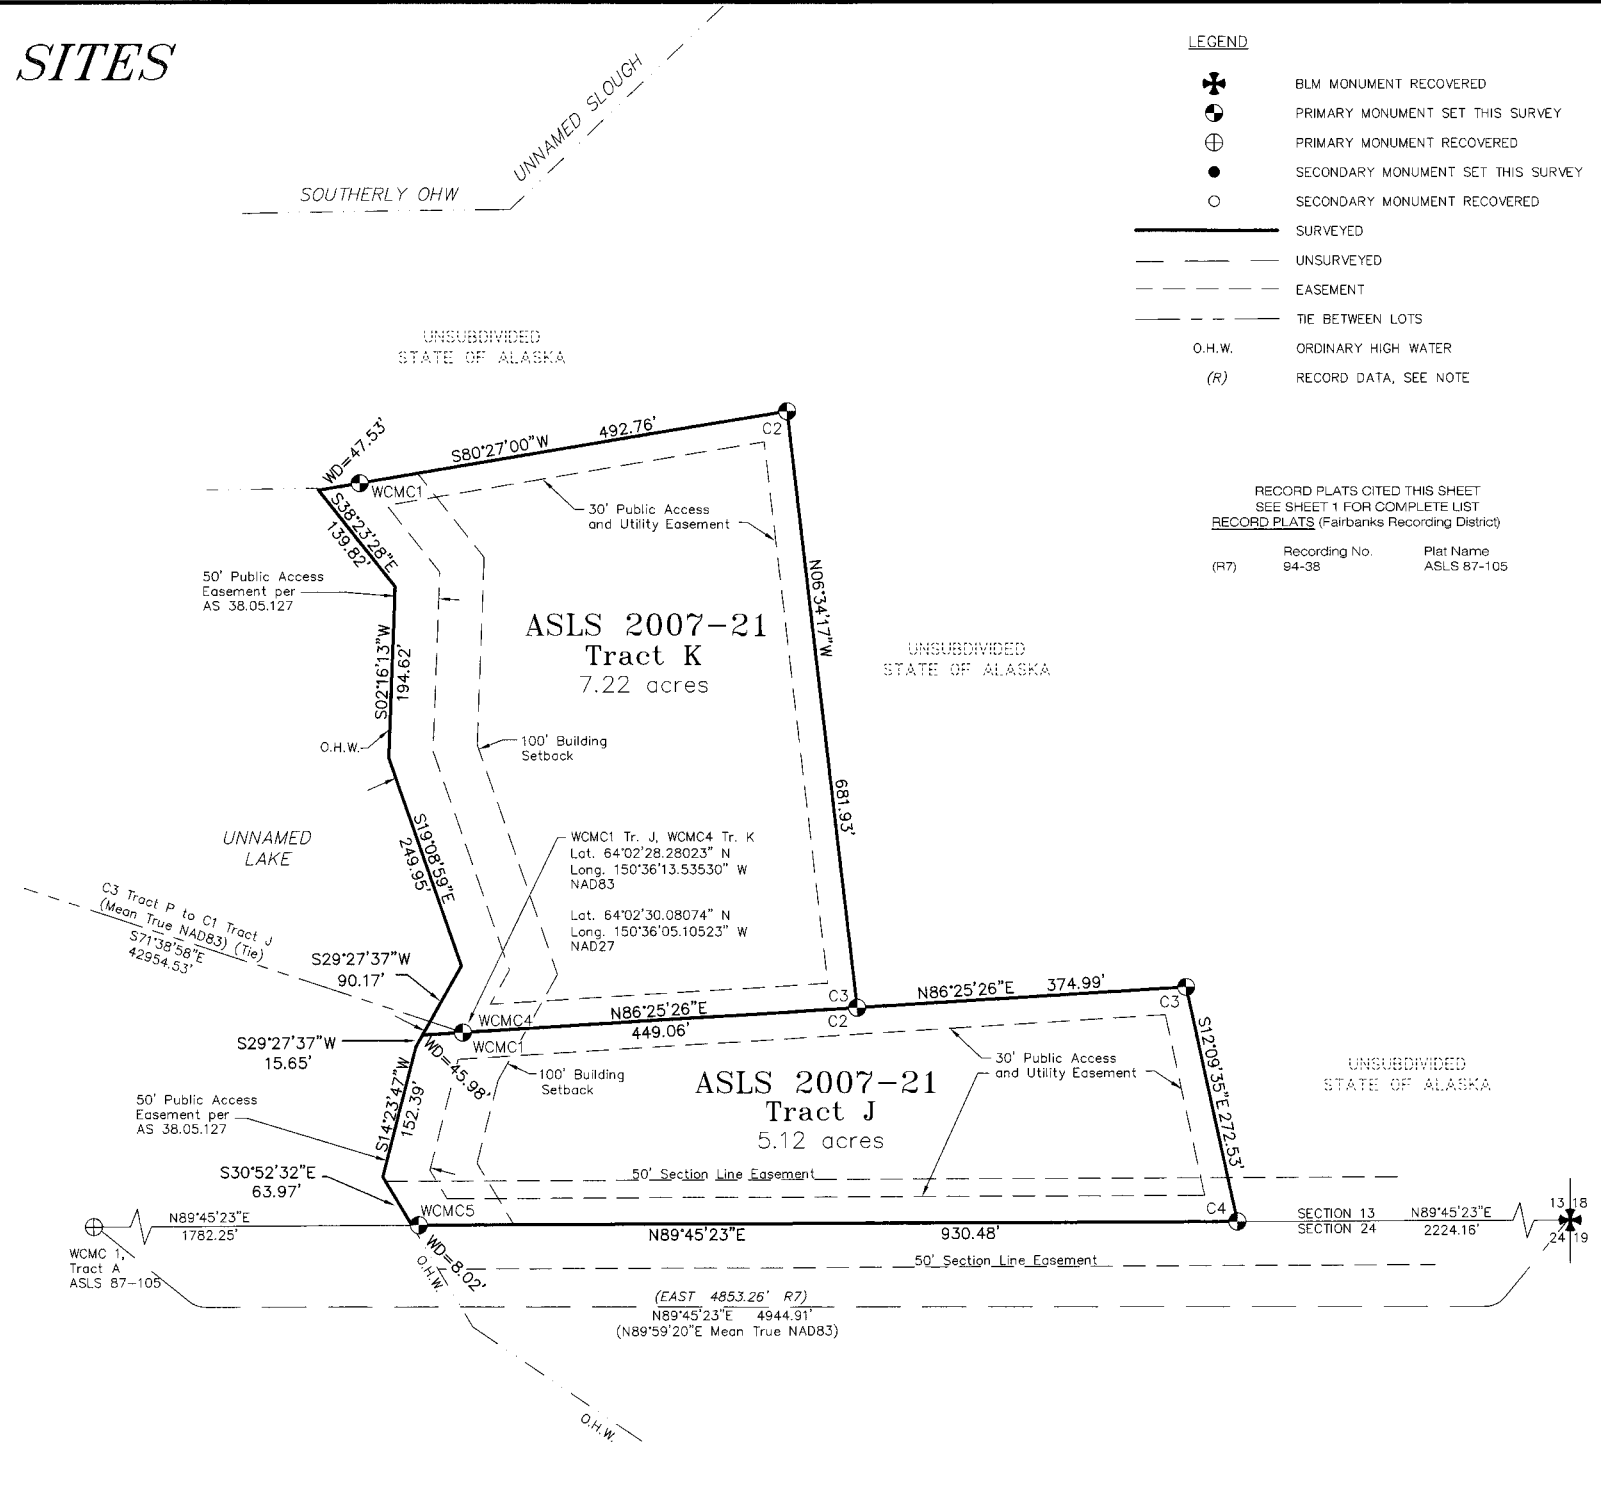 SITES
UNNAMED SLOUGH
SOUTHERLY OHW
LEGEND
BLM MONUMENT RECOVERED
PRIMARY MONUMENT SET THIS SURVEY
PRIMARY MONUMENT RECOVERED
SECONDARY MONUMENT SET THIS SURVEY
SECONDARY MONUMENT RECOVERED
SURVEYED
UNSURVEYED
EASEMENT
TIE BETWEEN LOTS
O.H.W. ORDINARY HIGH WATER
(R) RECORD DATA, SEE NOTE
UNSUBDIVIDED
STATE OF ALASKA
RECORD PLATS CITED THIS SHEET
SEE SHEET 1 FOR COMPLETE LIST
RECORD PLATS (Fairbanks Recording District)
Recording No. Plat Name
(R7) 94-38 ASLS 87-105
WD=47.53'
S80°27'00"W 492.76'
C2
WCMC1
S38°23'28"E
139.82'
30' Public Access
and Utility Easement
50' Public Access
Easement per
AS 38.05.127
N06°34'17"W
681.93'
ASLS 2007-21
Tract K
7.22 acres
S02°16'13"W
194.62'
O.H.W.
100' Building
Setback
UNSUBDIVIDED
STATE OF ALASKA
UNNAMED
LAKE
S19°08'59"E
249.95'
WCMC1 Tr. J, WCMC4 Tr. K
Lat. 64°02'28.28023" N
Long. 150°36'13.53530" W
NAD83
Lat. 64°02'30.08074" N
Long. 150°36'05.10523" W
NAD27
C3 Tract P to C1 Tract J
(Mean True NAD83) (Tie)
S71°38'58"E
42954.53'
S29°27'37"W
90.17'
WCMC4
N86°25'26"E
449.06'
C3
C2
N86°25'26"E 374.99'
C3
WCMC1
S29°27'37"W
15.65'
WD=45.98'
S14°23'47"W
152.39'
100' Building
Setback
ASLS 2007-21
Tract J
5.12 acres
30' Public Access
and Utility Easement
S12°09'35"E 272.53'
UNSUBDIVIDED
STATE OF ALASKA
50' Public Access
Easement per
AS 38.05.127
S30°52'32"E
63.97'
50' Section Line Easement
WCMC5
C4
N89°45'23"E
1782.25'
WCMC 1,
Tract A
ASLS 87-105
N89°45'23"E 930.48'
SECTION 13
SECTION 24
N89°45'23"E
2224.16'
13 18
24 19
WD=8.02'
O.H.W.
50' Section Line Easement
(EAST 4853.26' R7)
N89°45'23"E 4944.91'
(N89°59'20"E Mean True NAD83)
O.H.W.